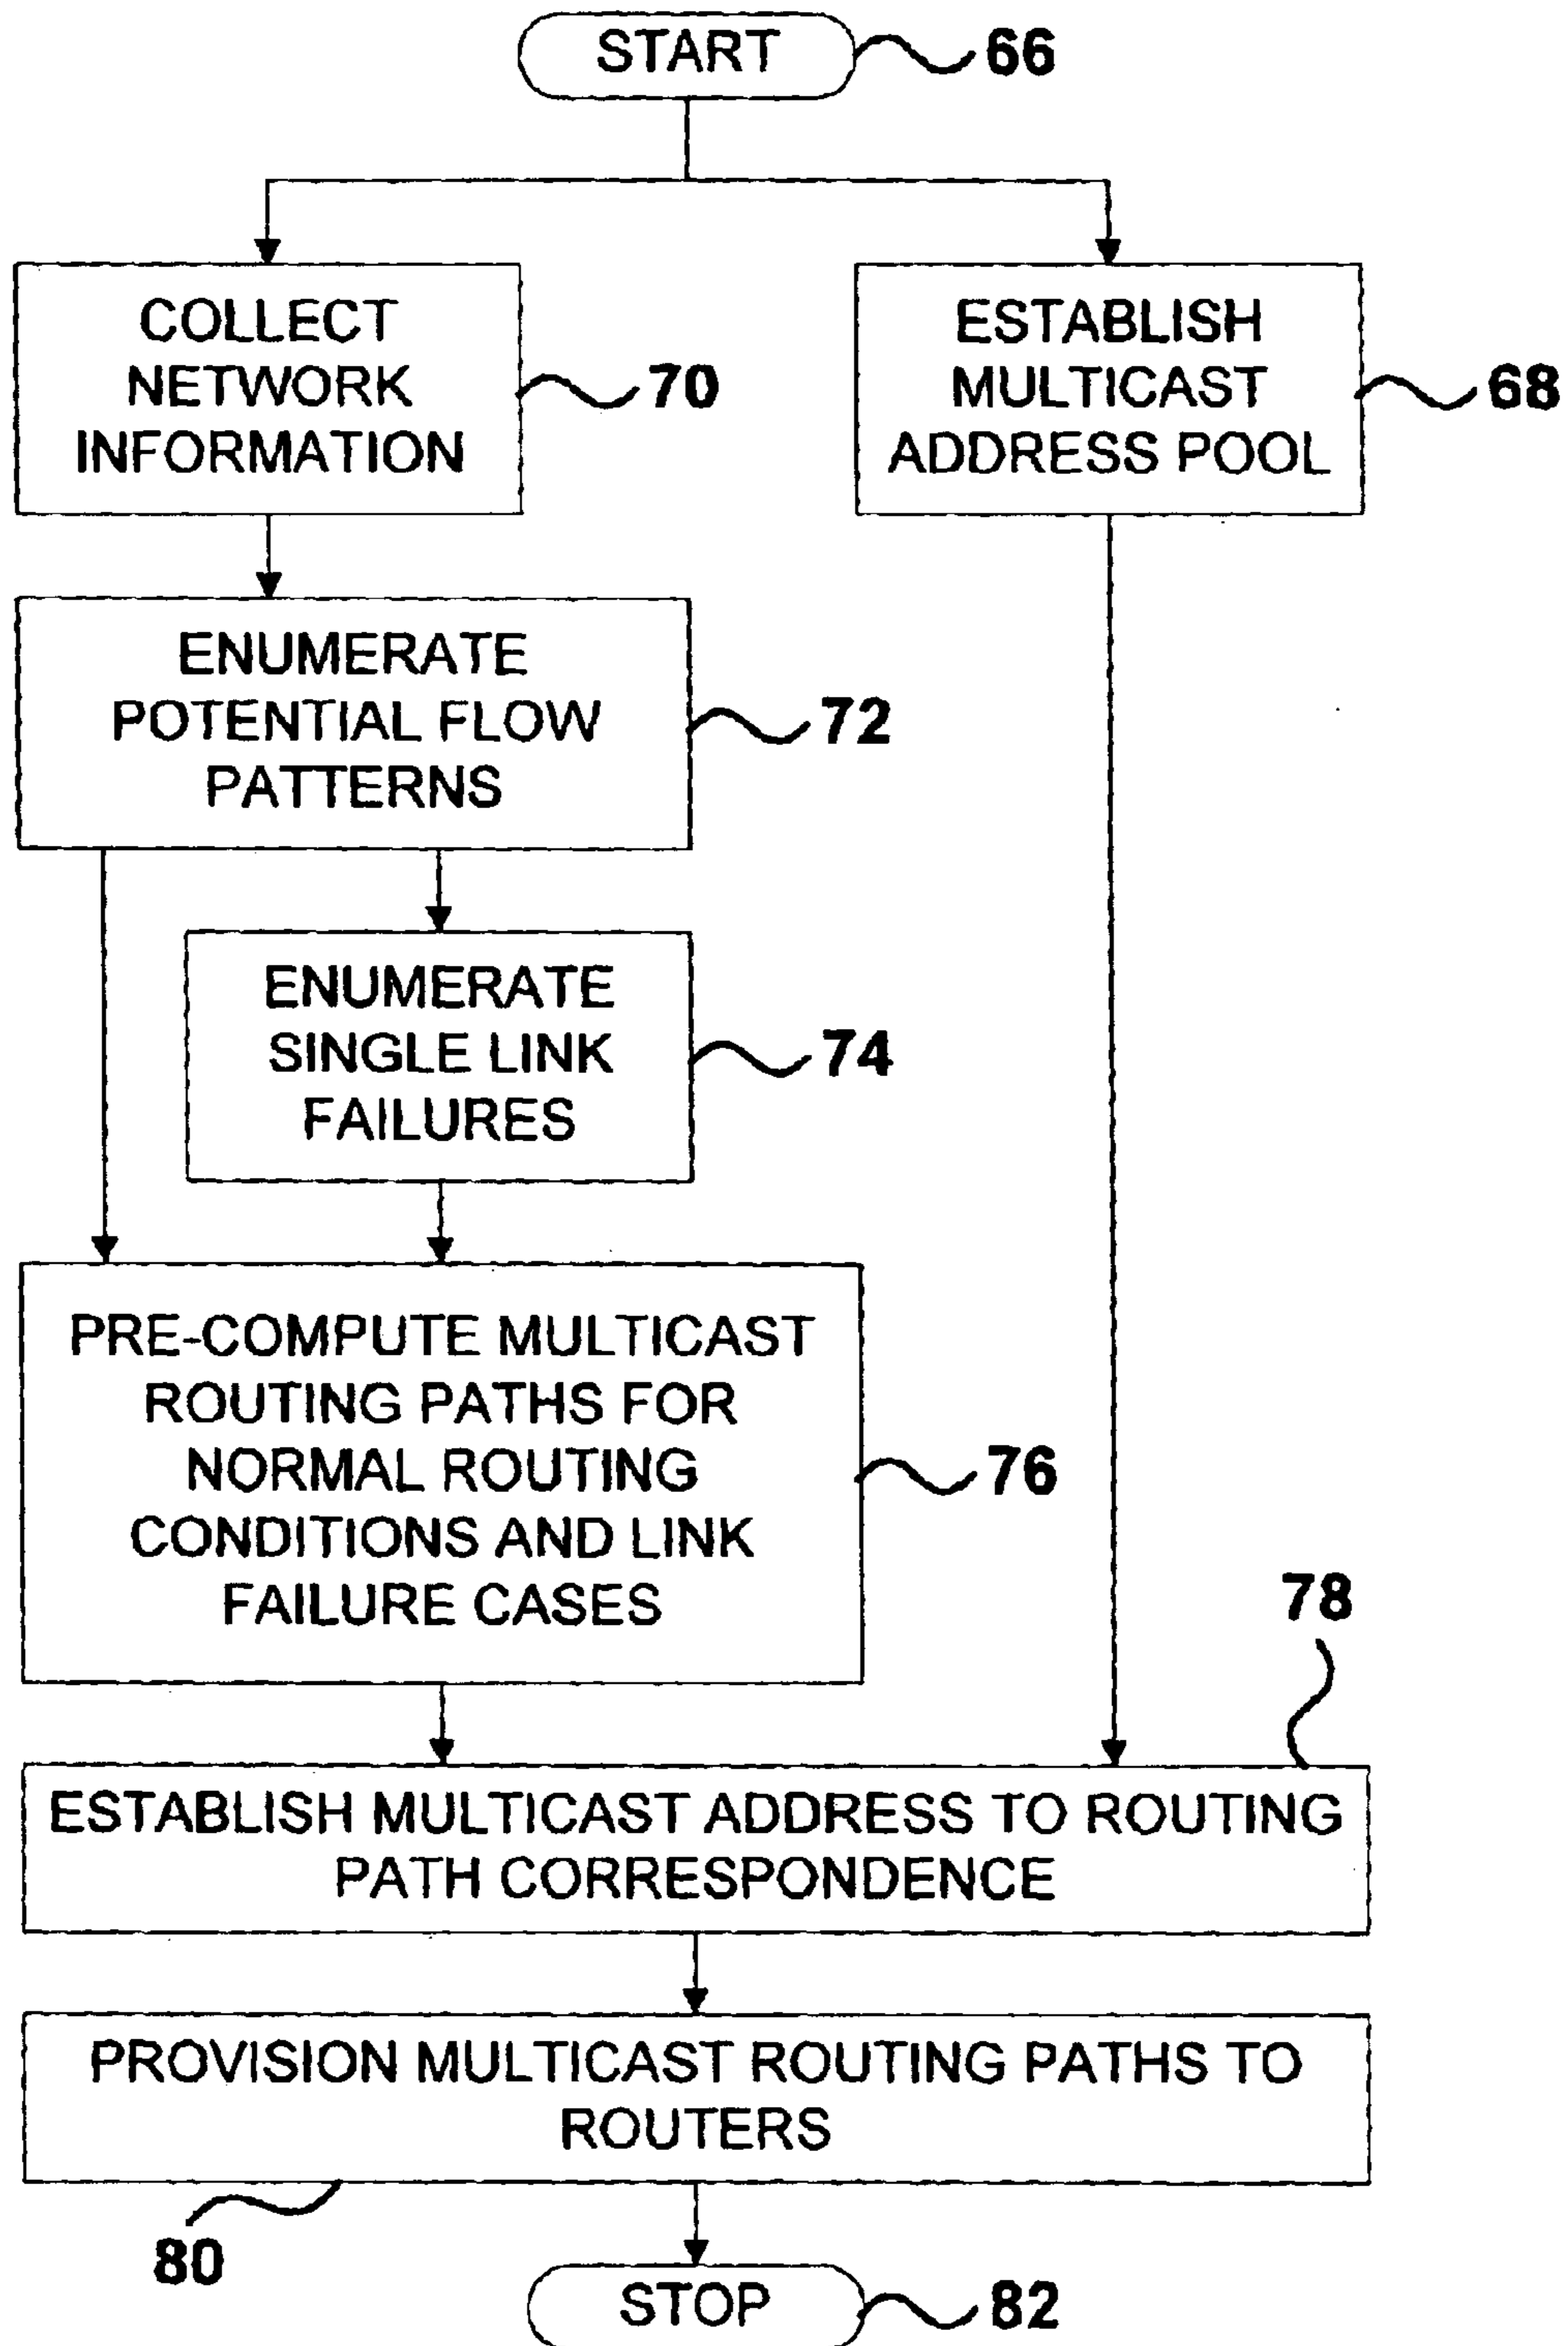 START
66
COLLECT
NETWORK
INFORMATION
70
ESTABLISH
MULTICAST
ADDRESS POOL
68
ENUMERATE
POTENTIAL FLOW
PATTERNS
72
ENUMERATE
SINGLE LINK
FAILURES
74
PRE-COMPUTE MULTICAST
ROUTING PATHS FOR
NORMAL ROUTING
CONDITIONS AND LINK
FAILURE CASES
76
78
ESTABLISH MULTICAST ADDRESS TO ROUTING
PATH CORRESPONDENCE
PROVISION MULTICAST ROUTING PATHS TO
ROUTERS
80
STOP
82